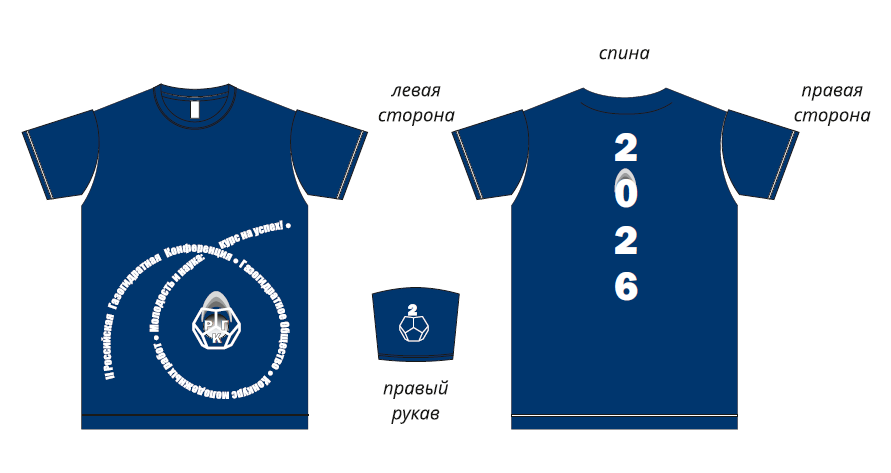 спина
левая
сторона
правая
сторона
II Российская Газогидратная Конференция • Газогидратное Общество • Конкурс молодежных работ • Молодость и наука: курс на успех! •
Р Г
К
2
0
2
6
2
правый
рукав